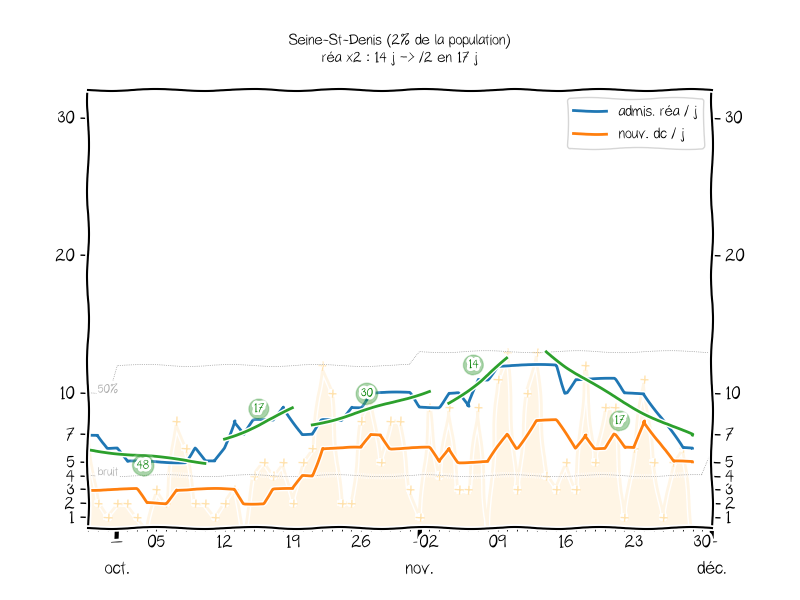 Seine-St-Denis (2% de la population)
réa x2 : 14 j -> /2 en 17 j
admis. réa / j
nouv. dc / j
30 30
20 20
10 10
7 7
5 5
4 4
3 3
2 2
1 1
50%
bruit
48
17
30
14
17
05 12 19 26 02 09 16 23 30
oct. nov. déc.